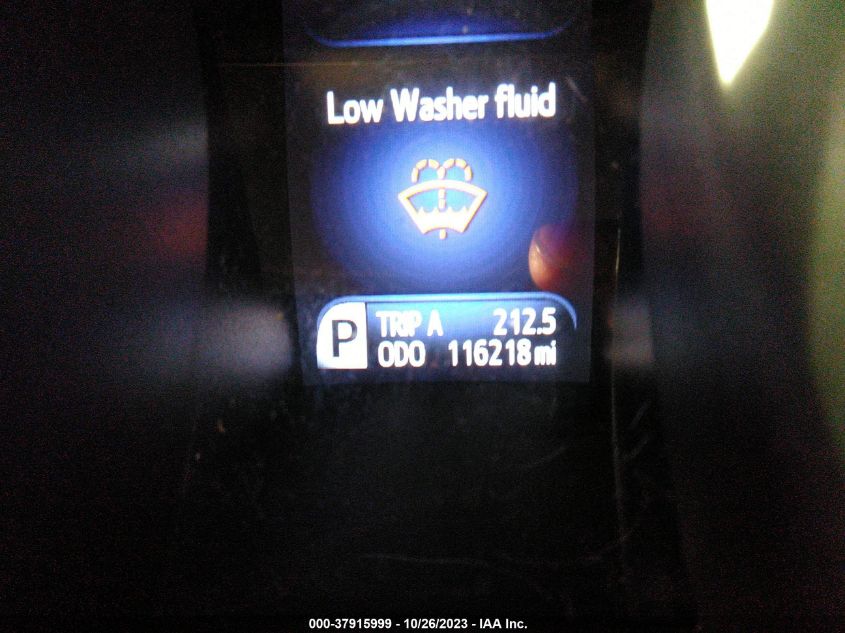 Low Washer fluid
P
TRIP A 212.5
ODO 116218 mi
000-37915999 - 10/26/2023 - IAA Inc.